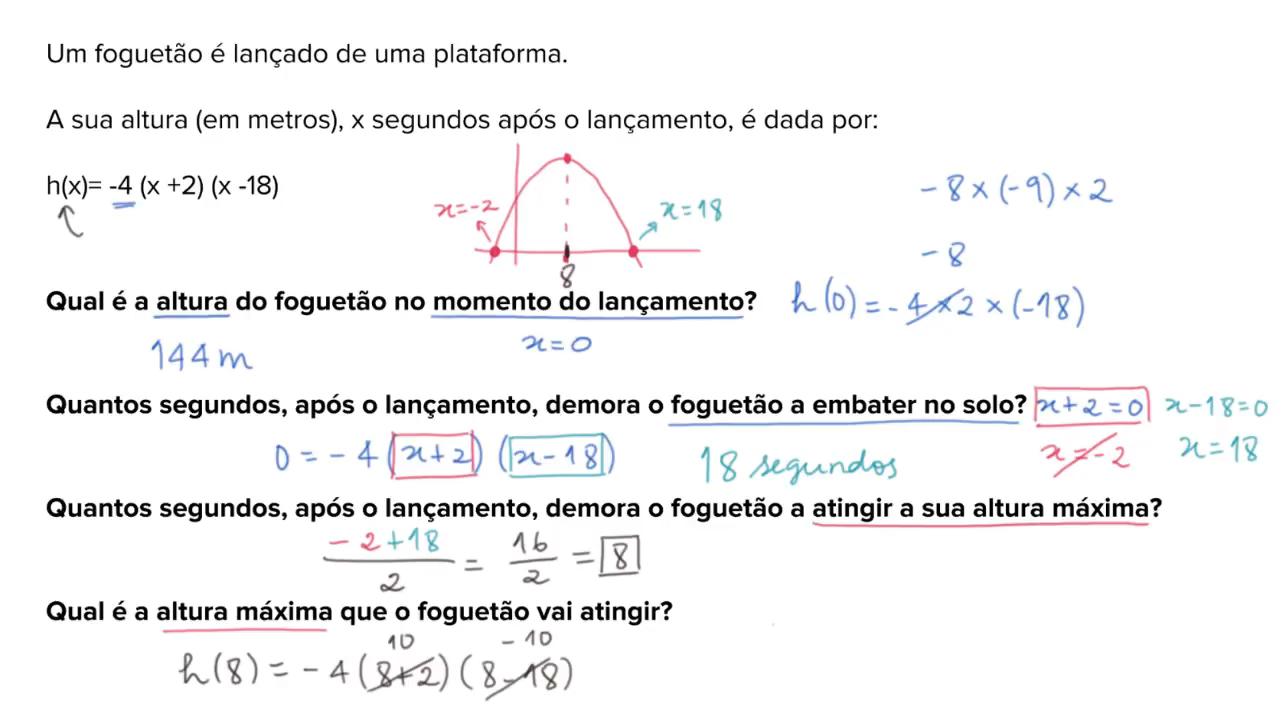 Um foguetão é lançado de uma plataforma.
A sua altura (em metros), x segundos após o lançamento, é dada por:
h(x)= -4 (x +2) (x -18)
x=-2
x=18
8
-8×(-9)×2
-8
Qual é a altura do foguetão no momento do lançamento?
h(0)=-4×2×(-18)
144m
x=0
Quantos segundos, após o lançamento, demora o foguetão a embater no solo?
x+2=0
x-18=0
0=-4(x+2)(x-18)
18 segundos
x=-2
x=18
Quantos segundos, após o lançamento, demora o foguetão a atingir a sua altura máxima?
-2+18
2
=
16
2
=8
Qual é a altura máxima que o foguetão vai atingir?
10
-10
h(8)=-4(8+2)(8-18)